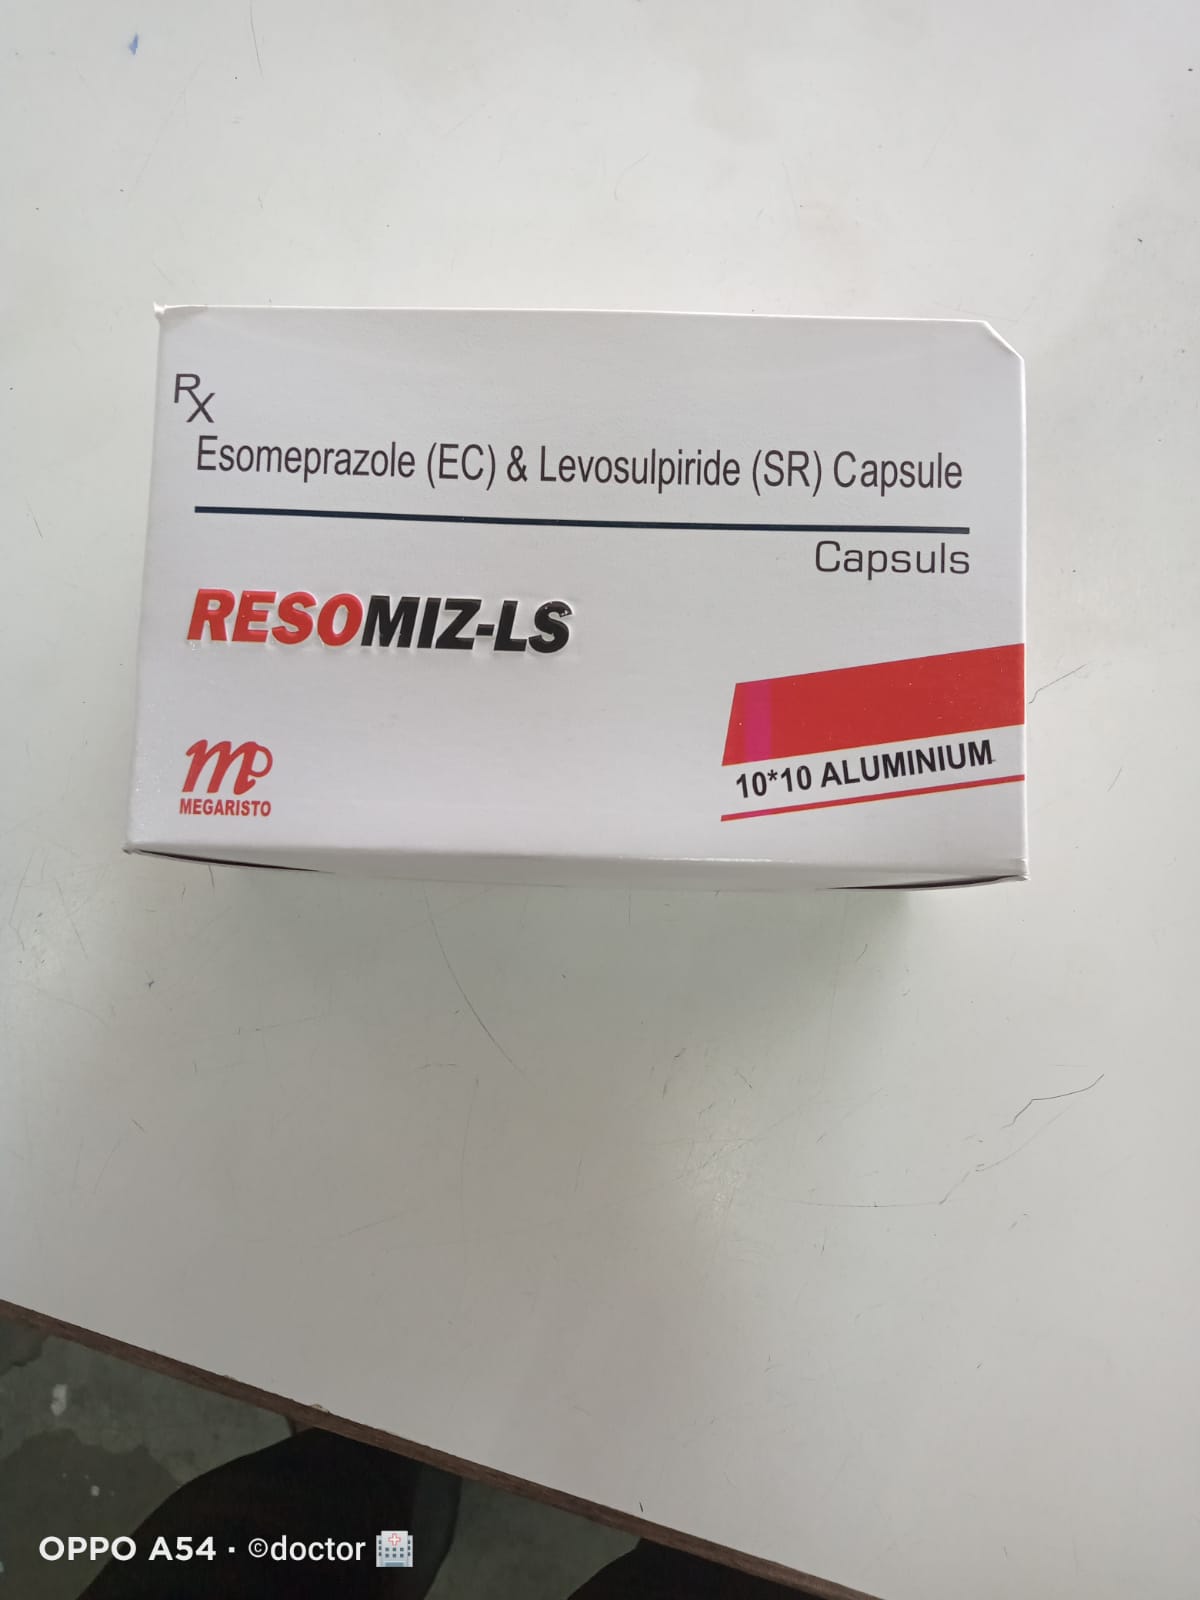 Rx
Esomeprazole (EC) & Levosulpiride (SR) Capsule
Capsuls
RESOMIZ-LS
mp
MEGARISTO
10*10 ALUMINIUM
OPPO A54 · ©doctor 🏥